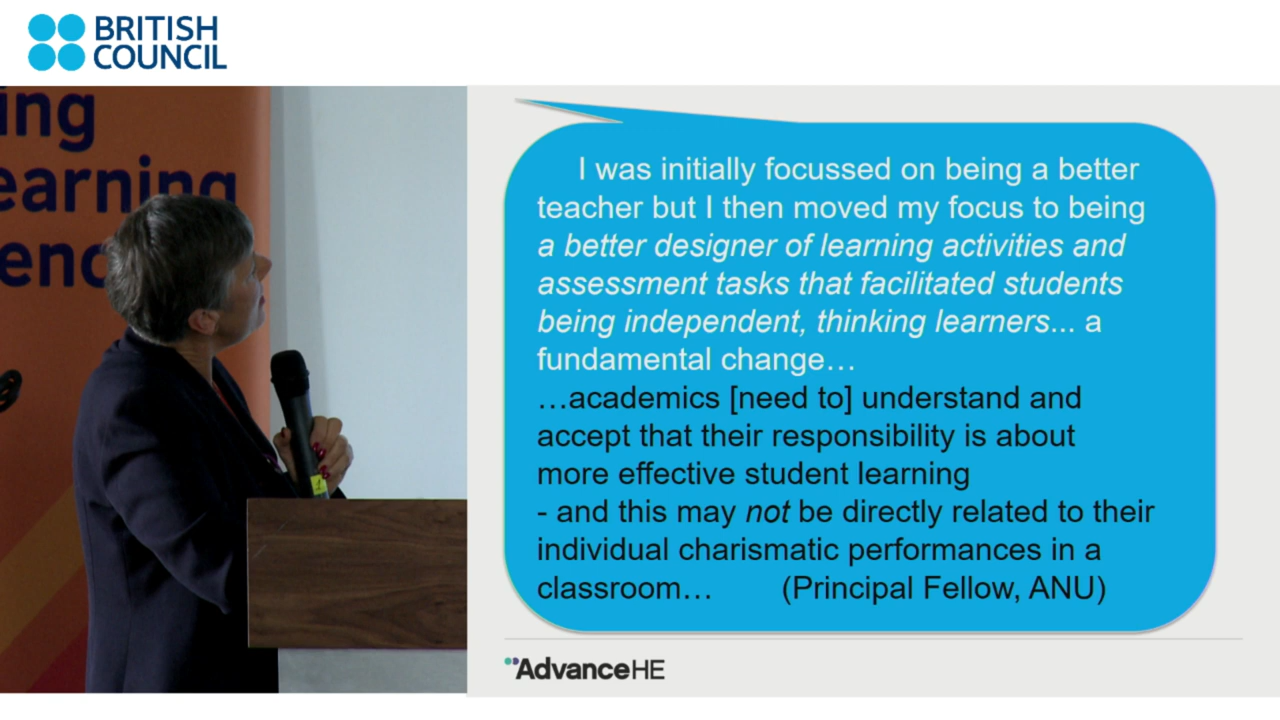 BRITISH
COUNCIL
ing
earning
I was initially focussed on being a better
teacher but I then moved my focus to being
a better designer of learning activities and
assessment tasks that facilitated students
being independent, thinking learners... a
fundamental change…
…academics [need to] understand and
accept that their responsibility is about
more effective student learning
- and this may not be directly related to their
individual charismatic performances in a
classroom… (Principal Fellow, ANU)
AdvanceHE